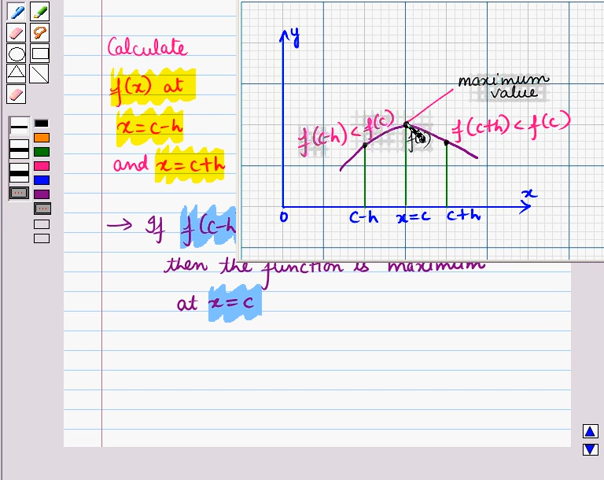 Calculate
f(x) at
x=c-h
and x=c+h
→ If f(c-h
then the function is maximum
at x=c
y
maximum
value
f(c-h)<f(c)
f(c+h)<f(c)
f(c)
x
0
c-h
x=c
c+h